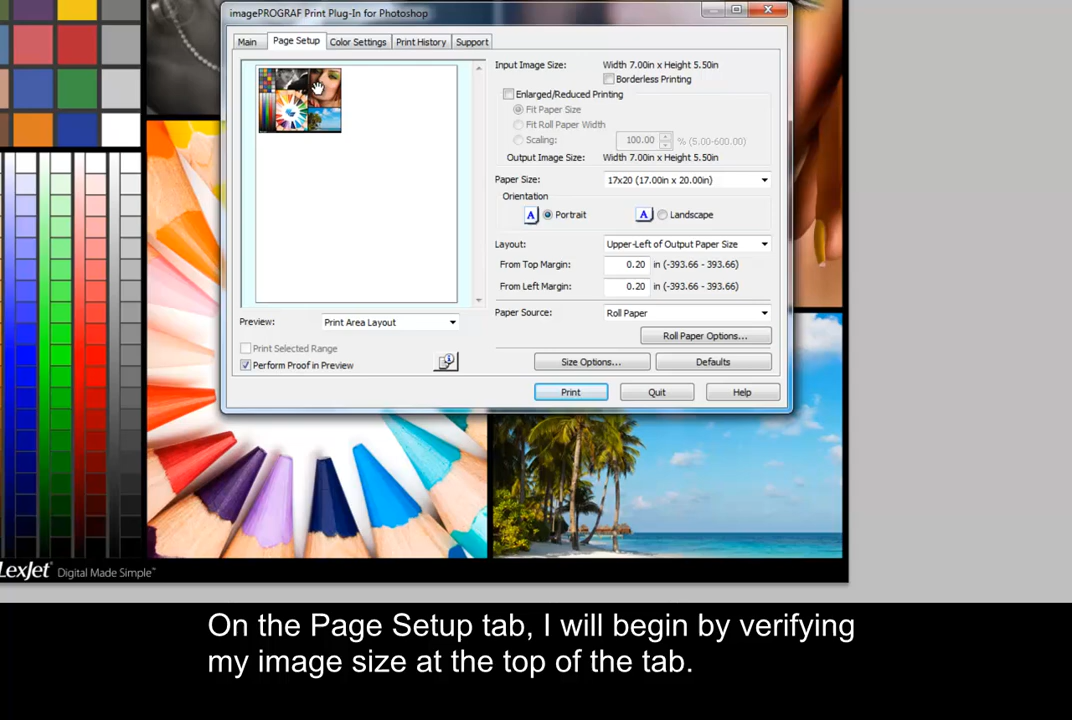 imagePROGRAF Print Plug-In for Photoshop
Main Page Setup Color Settings Print History Support
Input Image Size: Width 7.00in x Height 5.50in
Borderless Printing
Enlarged/Reduced Printing
Fit Paper Size
Fit Roll Paper Width
Scaling: 100.00 % (5.00-600.00)
Output Image Size: Width 7.00in x Height 5.50in
Paper Size: 17x20 (17.00in x 20.00in)
Orientation
A Portrait A Landscape
Layout: Upper-Left of Output Paper Size
From Top Margin: 0.20 in (-393.66 - 393.66)
From Left Margin: 0.20 in (-393.66 - 393.66)
Paper Source: Roll Paper
Roll Paper Options...
Preview: Print Area Layout
Print Selected Range
Perform Proof in Preview
Size Options... Defaults
Print Quit Help
LexJet Digital Made Simple™
On the Page Setup tab, I will begin by verifying
my image size at the top of the tab.